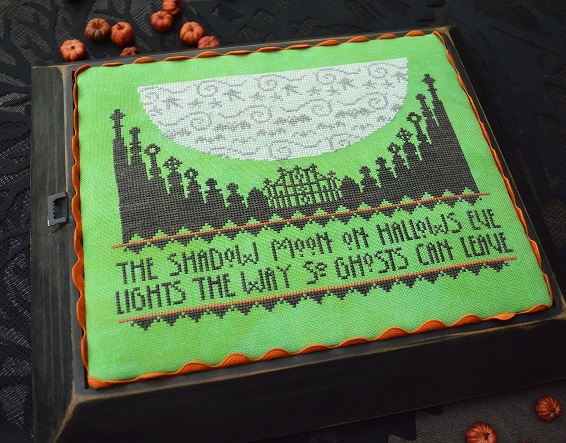 THE SHADOW MOON ON HALLOWS EVE
LIGHTS THE WAY SO GHOSTS CAN LEAVE